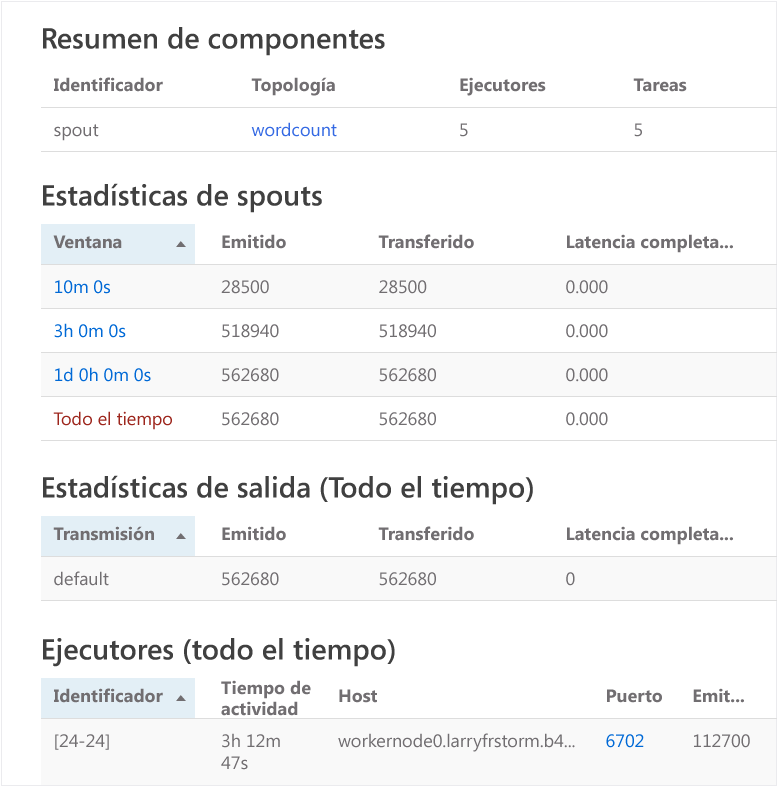 Resumen de componentes
Identificador Topología Ejecutores Tareas
spout wordcount 5 5
Estadísticas de spouts
Ventana Emitido Transferido Latencia completa...
10m 0s 28500 28500 0.000
3h 0m 0s 518940 518940 0.000
1d 0h 0m 0s 562680 562680 0.000
Todo el tiempo 562680 562680 0.000
Estadísticas de salida (Todo el tiempo)
Transmisión Emitido Transferido Latencia completa...
default 562680 562680 0
Ejecutores (todo el tiempo)
Identificador Tiempo de actividad Host Puerto Emit...
[24-24] 3h 12m 47s workernode0.larryfrstorm.b4... 6702 112700